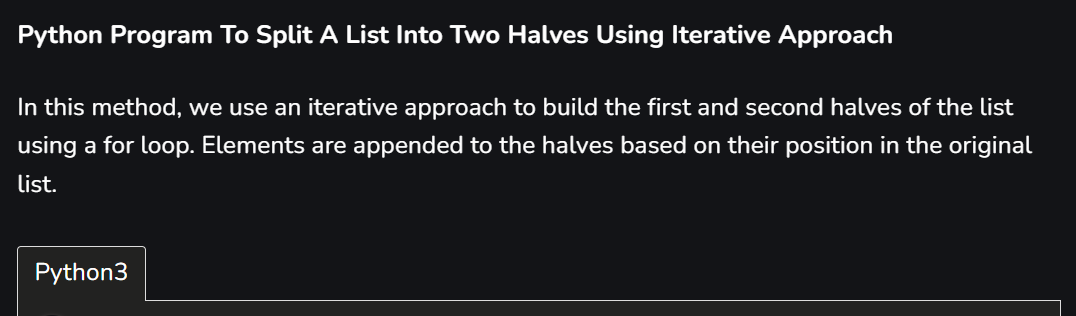 Python Program To Split A List Into Two Halves Using Iterative Approach
In this method, we use an iterative approach to build the first and second halves of the list
using a for loop. Elements are appended to the halves based on their position in the original
list.
Python3